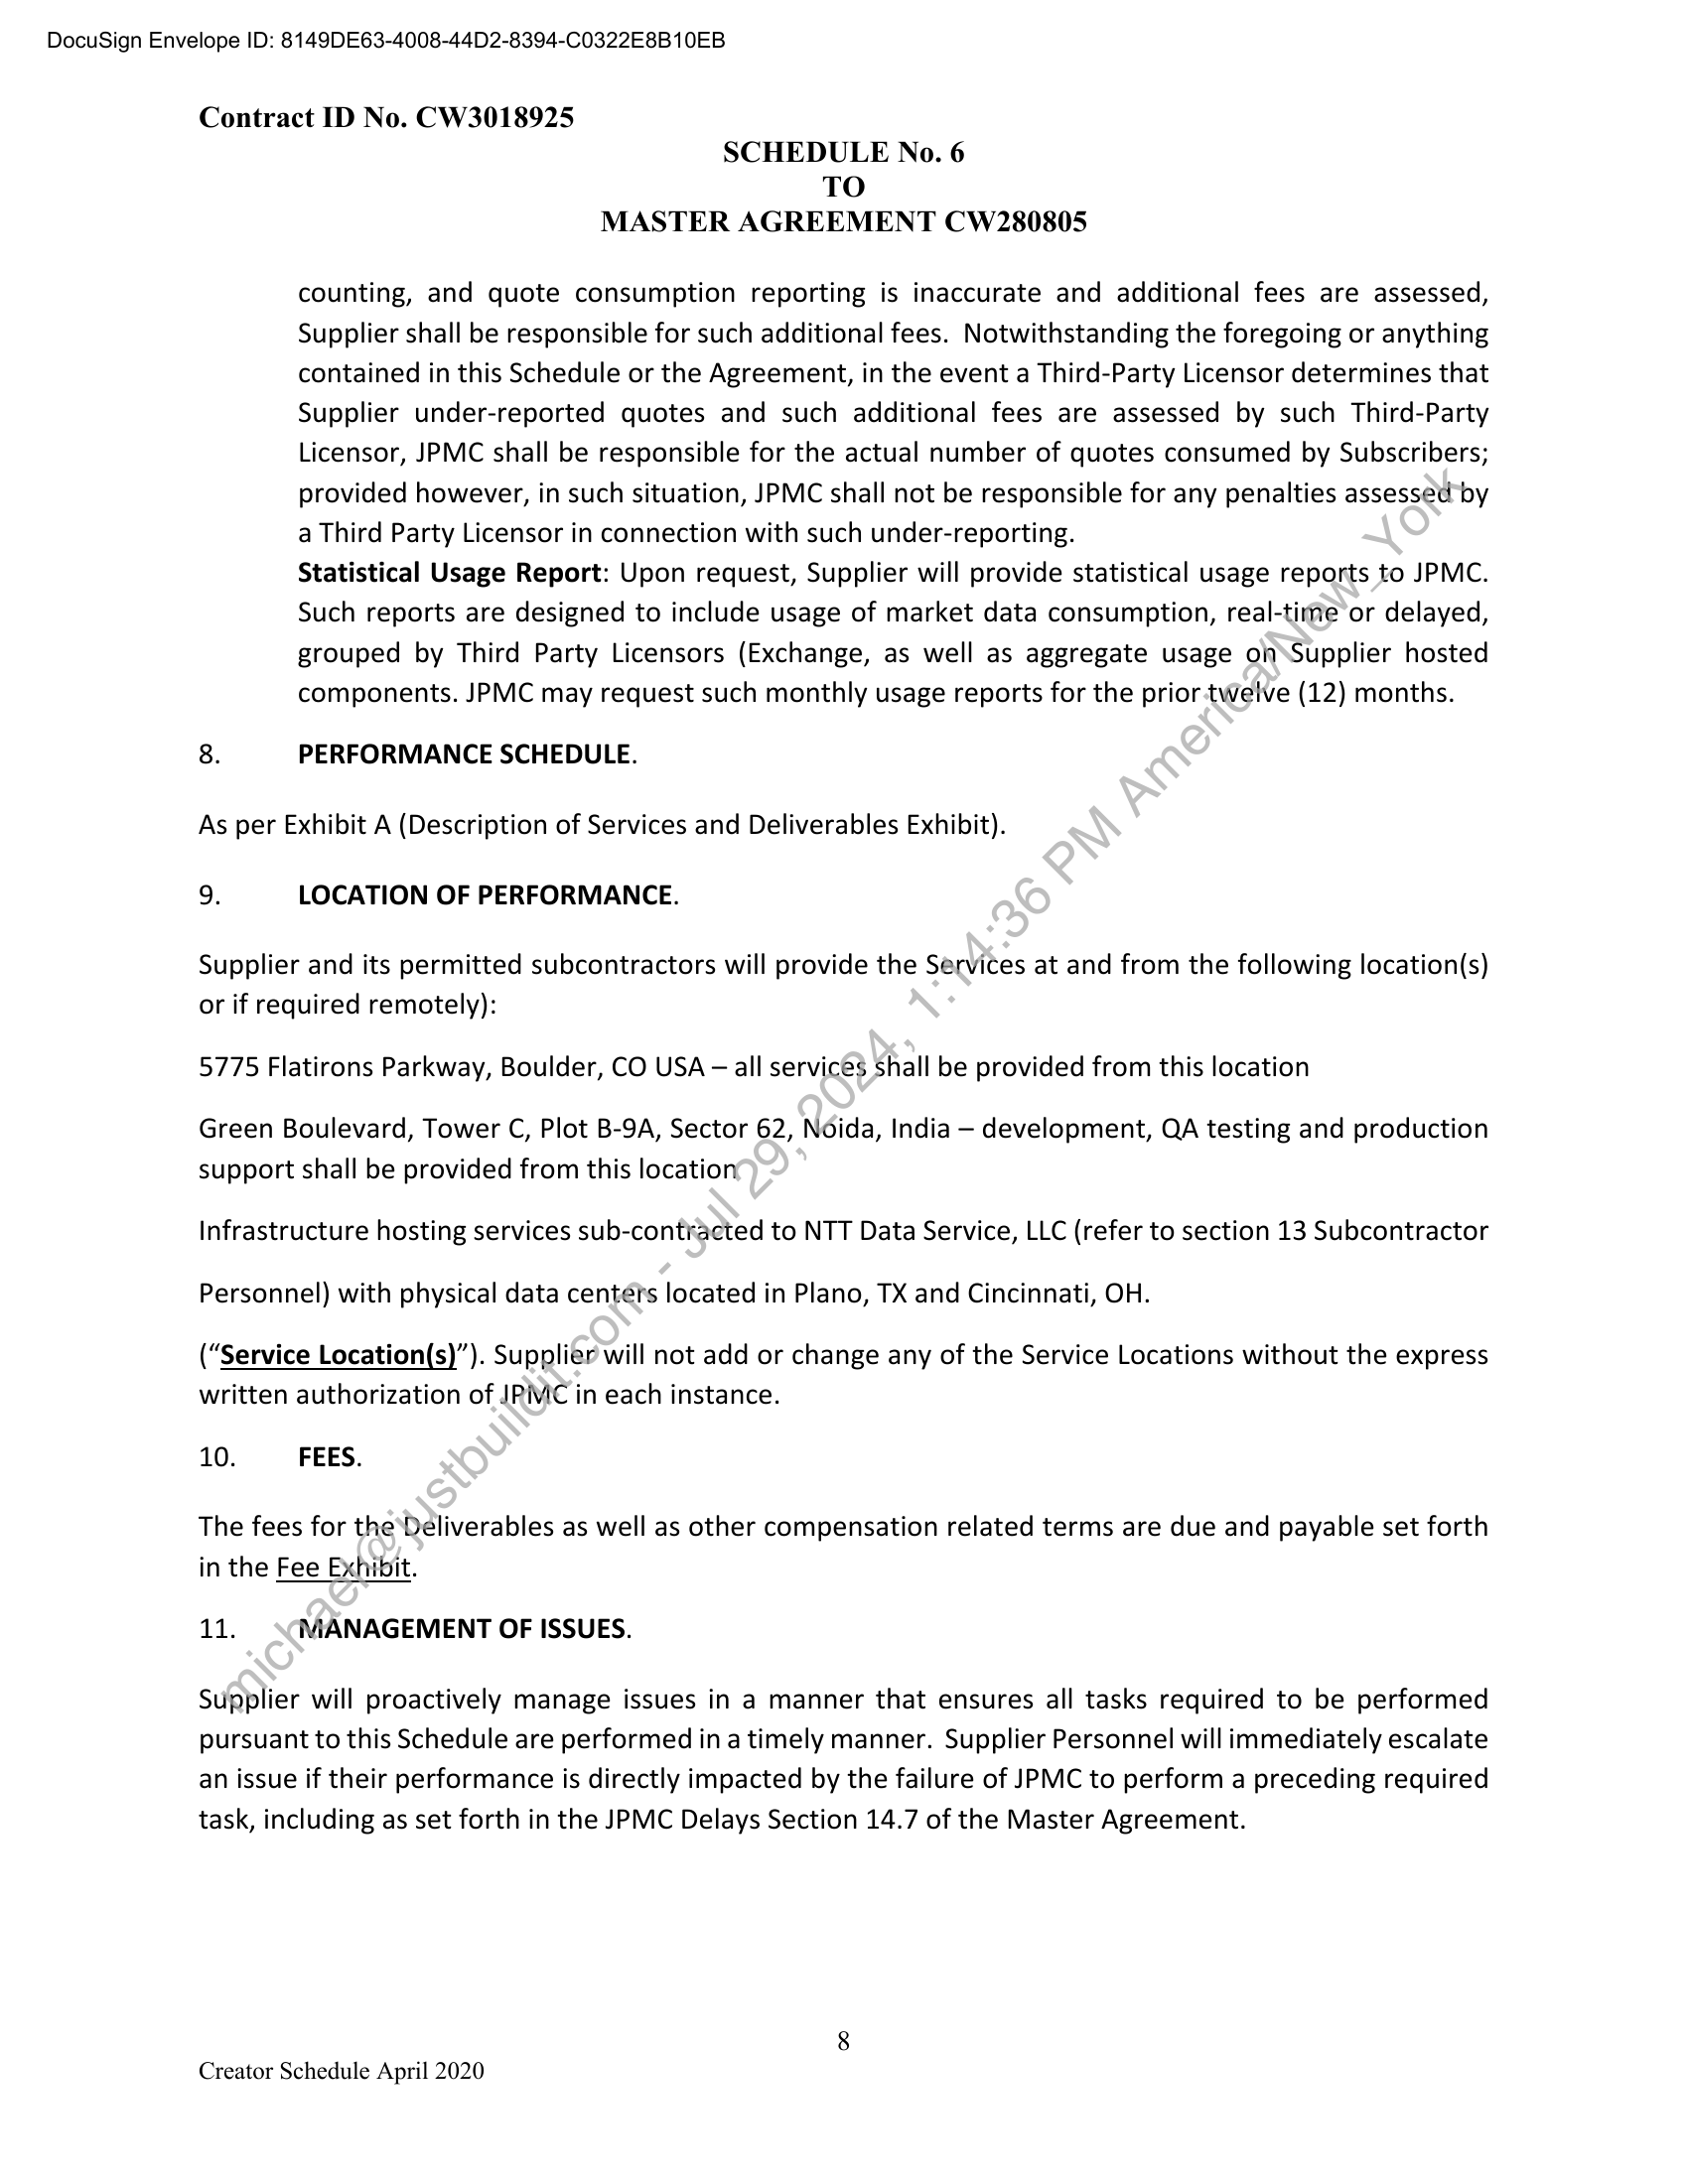 DocuSign Envelope ID: 8149DE63-4008-44D2-8394-C0322E8B10EB
Contract ID No. CW3018925
SCHEDULE No. 6
TO
MASTER AGREEMENT CW280805
counting, and quote consumption reporting is inaccurate and additional fees are assessed,
Supplier shall be responsible for such additional fees.  Notwithstanding the foregoing or anything
contained in this Schedule or the Agreement, in the event a Third-Party Licensor determines that
Supplier under-reported quotes and such additional fees are assessed by such Third-Party
Licensor, JPMC shall be responsible for the actual number of quotes consumed by Subscribers;
provided however, in such situation, JPMC shall not be responsible for any penalties assessed by
a Third Party Licensor in connection with such under-reporting.
Statistical Usage Report: Upon request, Supplier will provide statistical usage reports to JPMC.
Such reports are designed to include usage of market data consumption, real-time or delayed,
grouped by Third Party Licensors (Exchange, as well as aggregate usage on Supplier hosted
components. JPMC may request such monthly usage reports for the prior twelve (12) months.
8. PERFORMANCE SCHEDULE.
As per Exhibit A (Description of Services and Deliverables Exhibit).
9. LOCATION OF PERFORMANCE.
Supplier and its permitted subcontractors will provide the Services at and from the following location(s)
or if required remotely):
5775 Flatirons Parkway, Boulder, CO USA – all services shall be provided from this location
Green Boulevard, Tower C, Plot B-9A, Sector 62, Noida, India – development, QA testing and production
support shall be provided from this location
Infrastructure hosting services sub-contracted to NTT Data Service, LLC (refer to section 13 Subcontractor
Personnel) with physical data centers located in Plano, TX and Cincinnati, OH.
(“Service Location(s)”). Supplier will not add or change any of the Service Locations without the express
written authorization of JPMC in each instance.
10. FEES.
The fees for the Deliverables as well as other compensation related terms are due and payable set forth
in the Fee Exhibit.
11. MANAGEMENT OF ISSUES.
Supplier will proactively manage issues in a manner that ensures all tasks required to be performed
pursuant to this Schedule are performed in a timely manner.  Supplier Personnel will immediately escalate
an issue if their performance is directly impacted by the failure of JPMC to perform a preceding required
task, including as set forth in the JPMC Delays Section 14.7 of the Master Agreement.
8
Creator Schedule April 2020
michael@justbuildit.com - Jul 29, 2024, 1:14:36 PM America/New_York